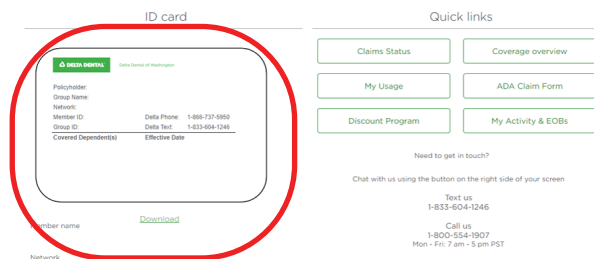 ID card
DELTA DENTAL Delta Dental of Washington
Policyholder:
Group Name:
Network:
Member ID: Delta Phone: 1-866-737-5950
Group ID: Delta Text: 1-833-604-1246
Covered Dependent(s) Effective Date
Download
Member name
Network
Quick links
Claims Status Coverage overview
My Usage ADA Claim Form
Discount Program My Activity & EOBs
Need to get in touch?
Chat with us using the button on the right side of your screen
Text us
1-833-604-1246
Call us
1-800-554-1907
Mon - Fri: 7 am - 5 pm PST